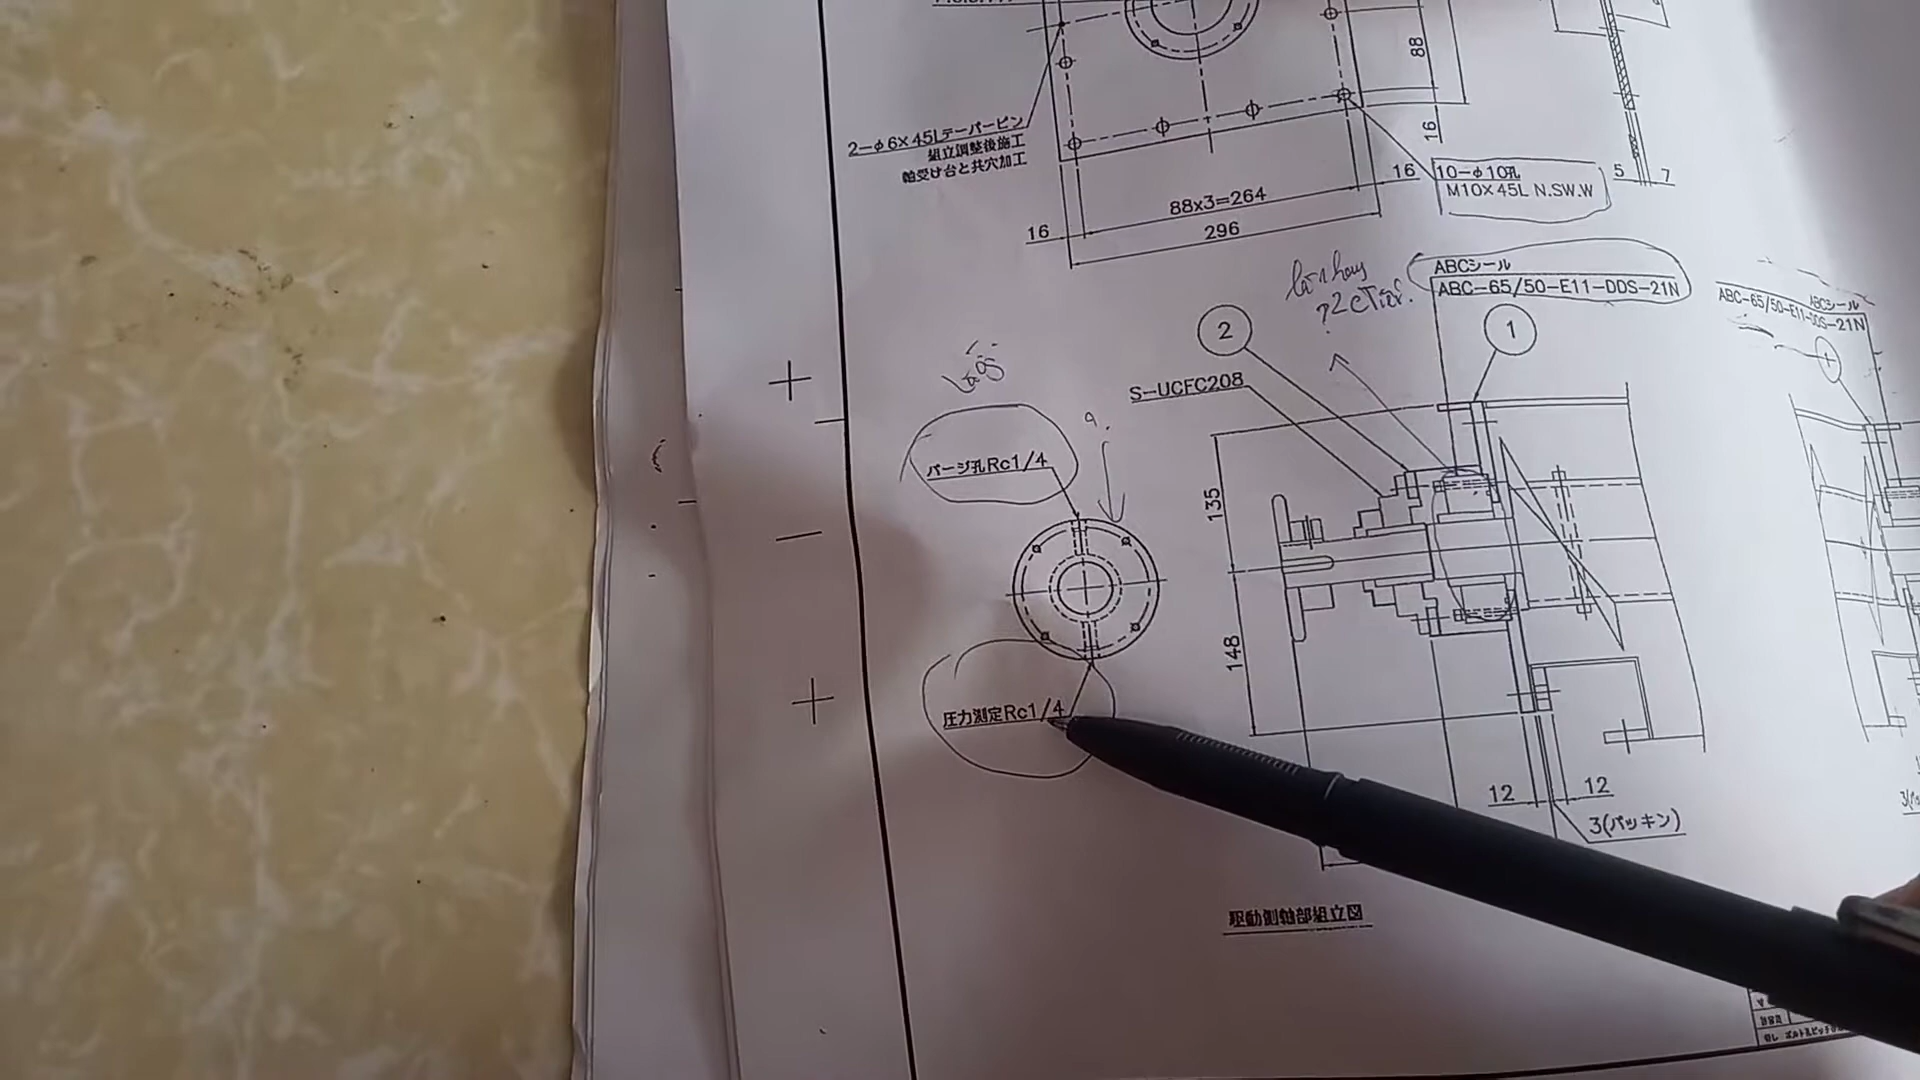 88
16
2-φ6×45Lテーパーピン
組立調整後施工
軸受け台と共穴加工
16
10-φ10孔
M10×45L N.SW.W
5
7
88x3=264
16
296
ABCシール
ABC-65/50-E11-DDS-21N
ABCシール
ABC-65/50-E11-DDS-21N
2
1
1
S-UCFC208
パージ孔Rc1/4
135
148
圧力測定Rc1/4
12
12
3(パッキン)
駆動側軸部組立図